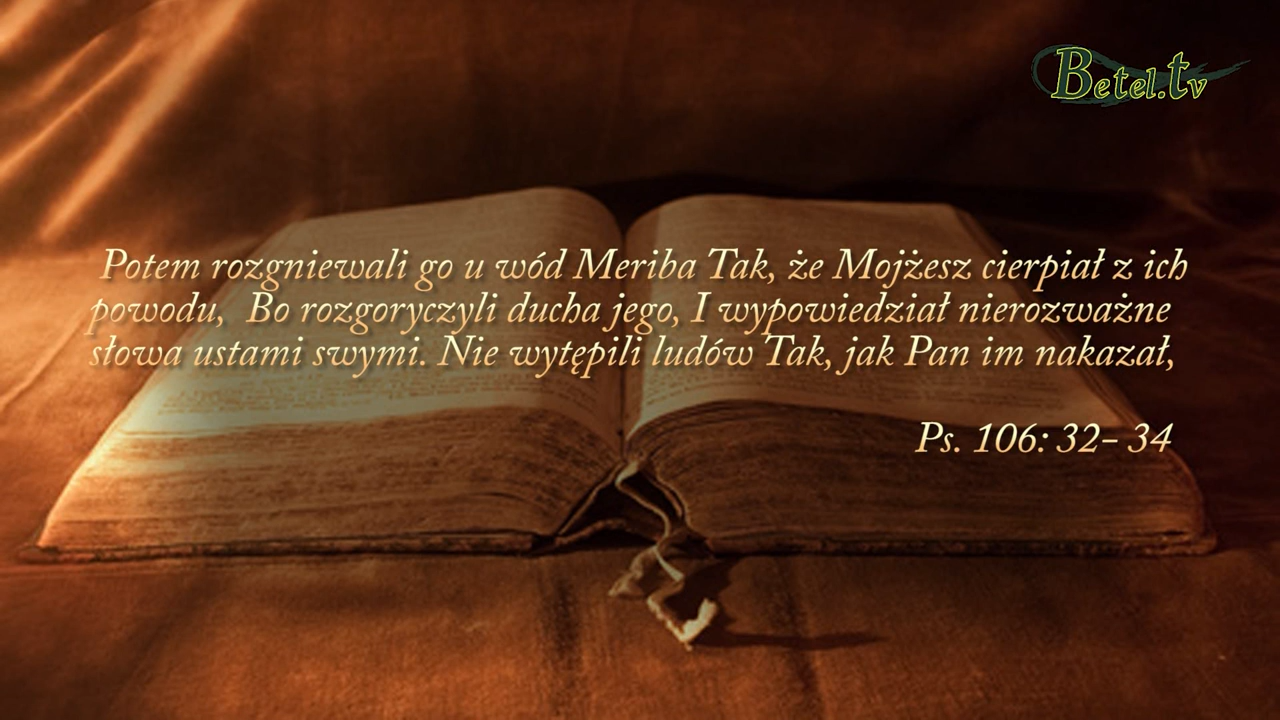 Betel.tv
Potem rozgniewali go u wód Meriba Tak, że Mojżesz cierpiał z ich
powodu, Bo rozgoryczyli ducha jego, I wypowiedział nierozważne
słowa ustami swymi. Nie wytępili ludów Tak, jak Pan im nakazał,
Ps. 106: 32- 34